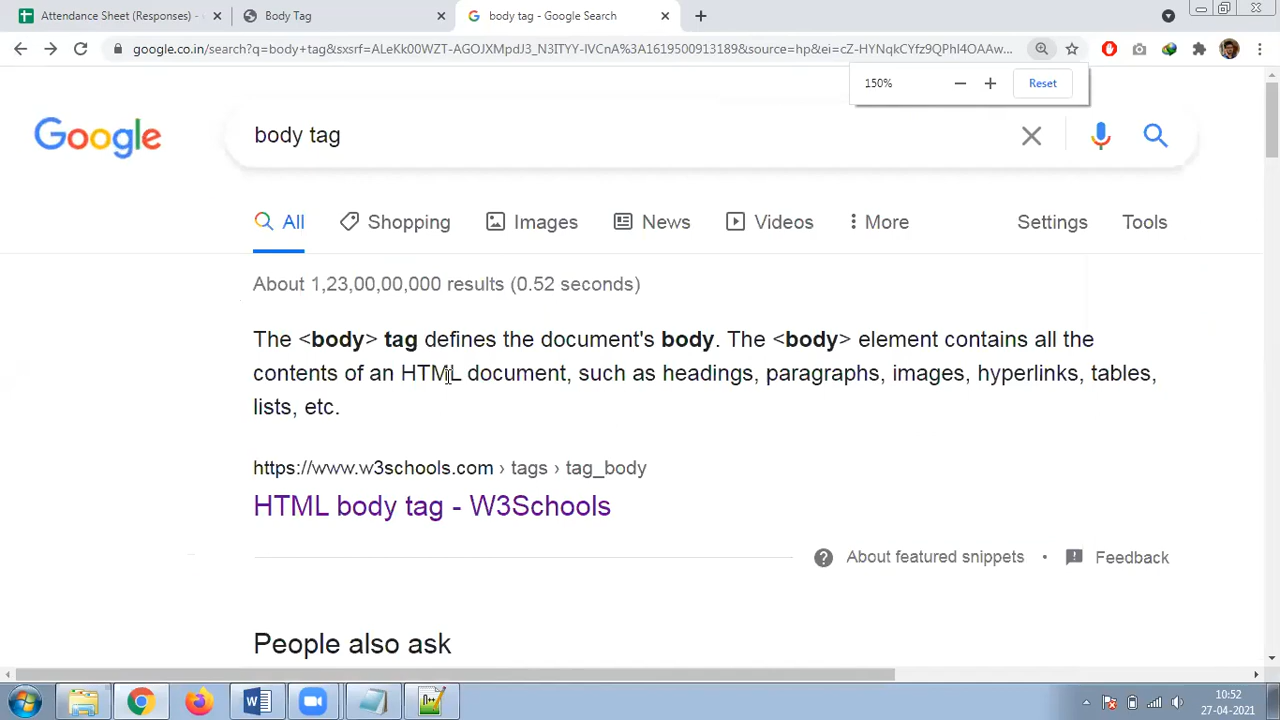 Attendance Sheet (Responses) -
Body Tag
body tag - Google Search
google.co.in/search?q=body+tag&sxsrf=ALeKk00WZT-AGOJXMpdJ3_N3ITYY-IVCnA%3A1619500913189&source=hp&ei=cZ-HYNqkCYfz9QPhl4OAAw...
150%
Reset
Google
body tag
All
Shopping
Images
News
Videos
More
Settings
Tools
About 1,23,00,00,000 results (0.52 seconds)
The <body> tag defines the document's body. The <body> element contains all the
contents of an HTML document, such as headings, paragraphs, images, hyperlinks, tables,
lists, etc.
https://www.w3schools.com › tags › tag_body
HTML body tag - W3Schools
About featured snippets
•
Feedback
People also ask
10:52
27-04-2021